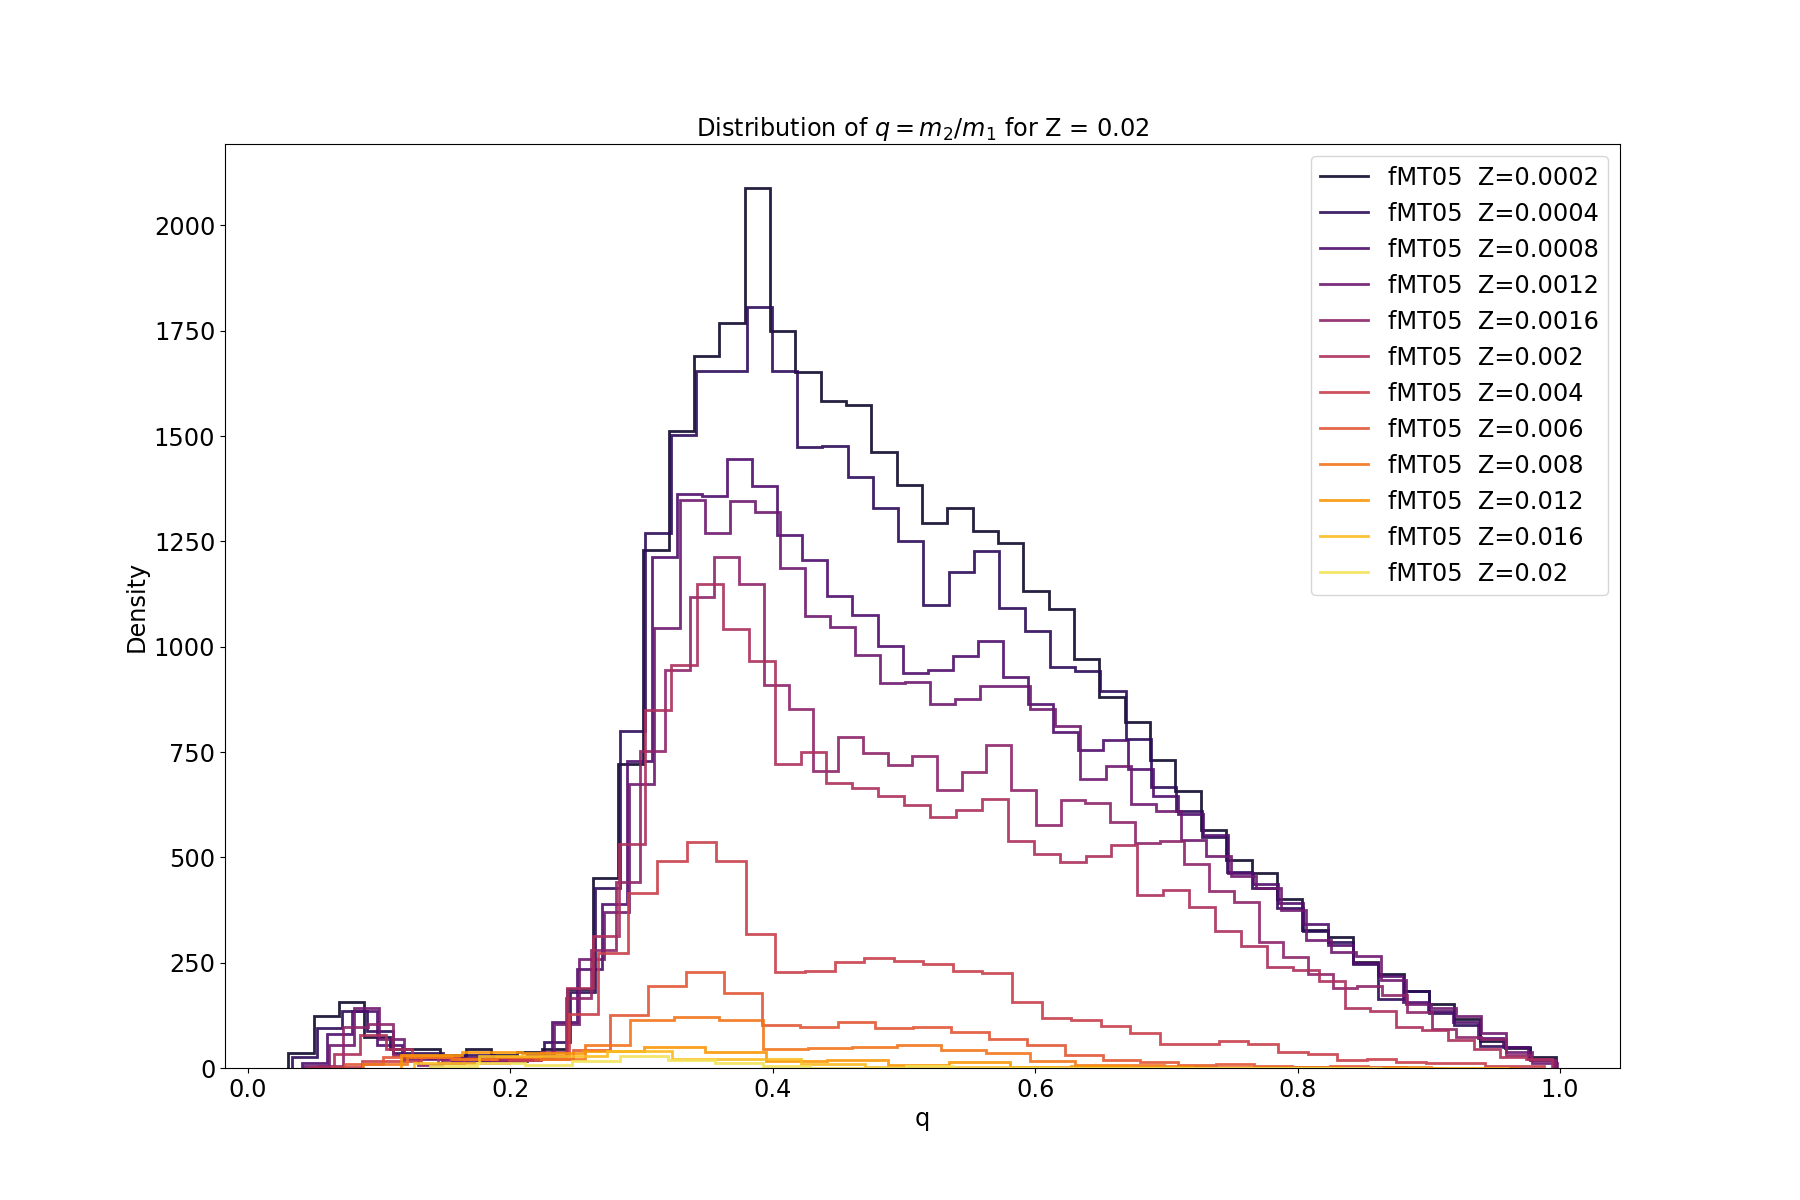 Distribution of q = m₂/m₁ for Z = 0.02
fMT05 Z=0.0002
fMT05 Z=0.0004
fMT05 Z=0.0008
fMT05 Z=0.0012
fMT05 Z=0.0016
fMT05 Z=0.002
fMT05 Z=0.004
fMT05 Z=0.006
fMT05 Z=0.008
fMT05 Z=0.012
fMT05 Z=0.016
fMT05 Z=0.02
Density
2000
1750
1500
1250
1000
750
500
250
0
0.0 0.2 0.4 0.6 0.8 1.0
q